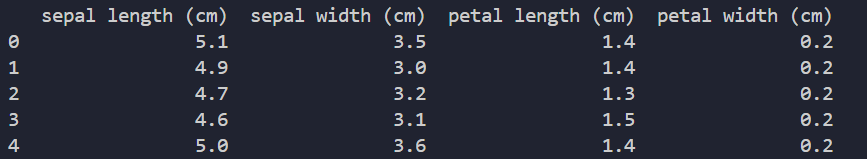 sepal length (cm) sepal width (cm) petal length (cm) petal width (cm)
0 5.1 3.5 1.4 0.2
1 4.9 3.0 1.4 0.2
2 4.7 3.2 1.3 0.2
3 4.6 3.1 1.5 0.2
4 5.0 3.6 1.4 0.2